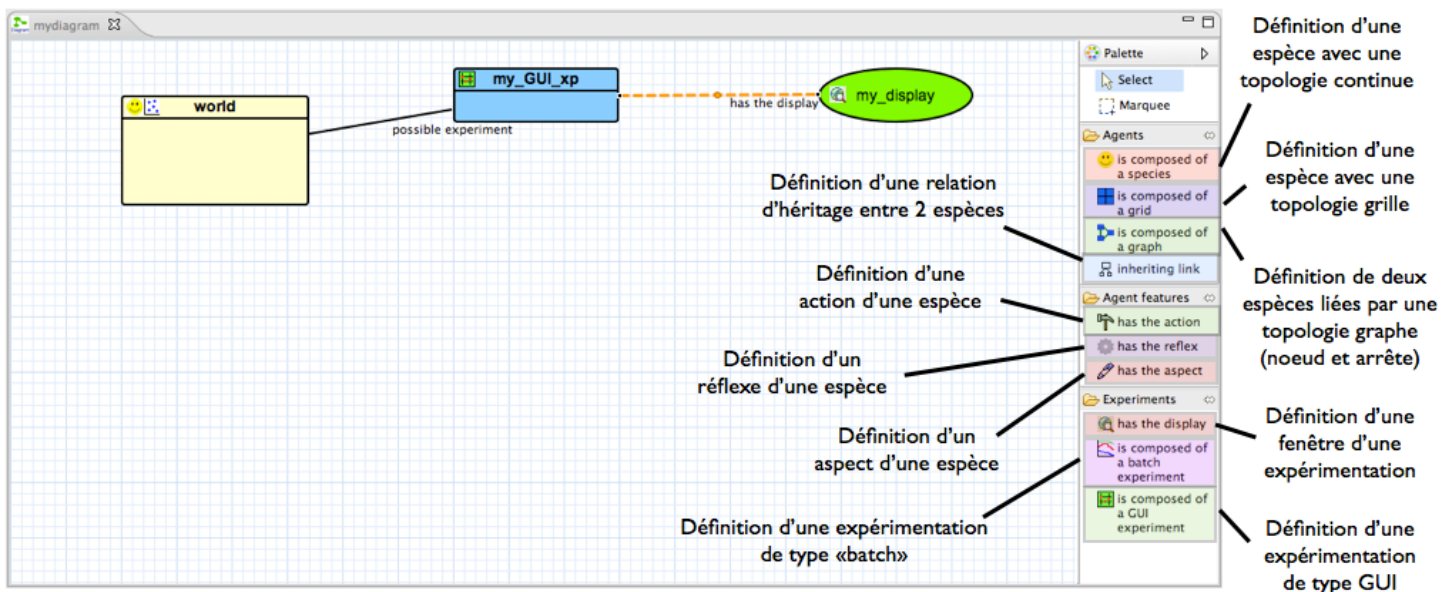 mydiagram
world
possible experiment
my_GUI_xp
has the display
my_display
Palette
Select
Marquee
Agents
is composed of
a species
is composed of
a grid
is composed of
a graph
inheriting link
Agent features
has the action
has the reflex
has the aspect
Experiments
has the display
is composed of
a batch
experiment
is composed of
a GUI
experiment
Définition d'une relation
d'héritage entre 2 espèces
Définition d'une
action d'une espèce
Définition d'un
réflexe d'une espèce
Définition d'un
aspect d'une espèce
Définition d'une expérimentation
de type «batch»
Définition d'une
espèce avec une
topologie continue
Définition d'une
espèce avec une
topologie grille
Définition de deux
espèces liées par une
topologie graphe
(noeud et arrête)
Définition d'une
fenêtre d'une
expérimentation
Définition d'une
expérimentation
de type GUI